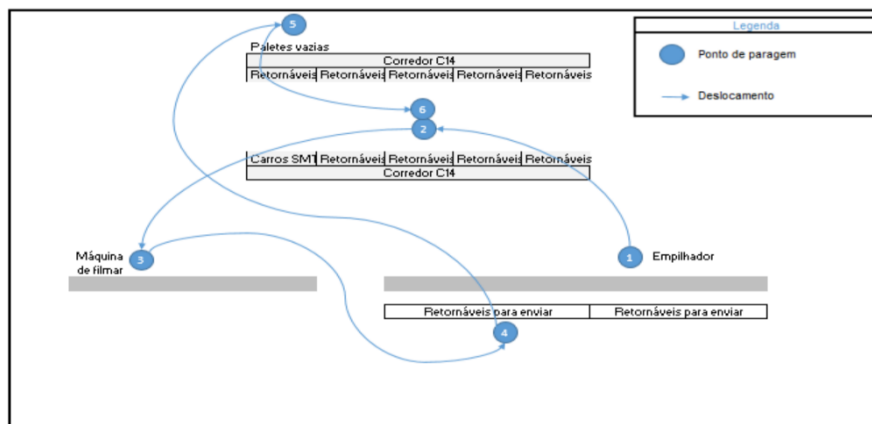 5
Legenda
Paletes vazias
Corredor C14
Ponto de paragem
Retornáveis Retornáveis Retornáveis Retornáveis Retornáveis
Deslocamento
6
2
Carros SMT Retornáveis Retornáveis Retornáveis Retornáveis
Corredor C14
Máquina
de filmar
3
1
Empilhador
Retornáveis para enviar Retornáveis para enviar
4